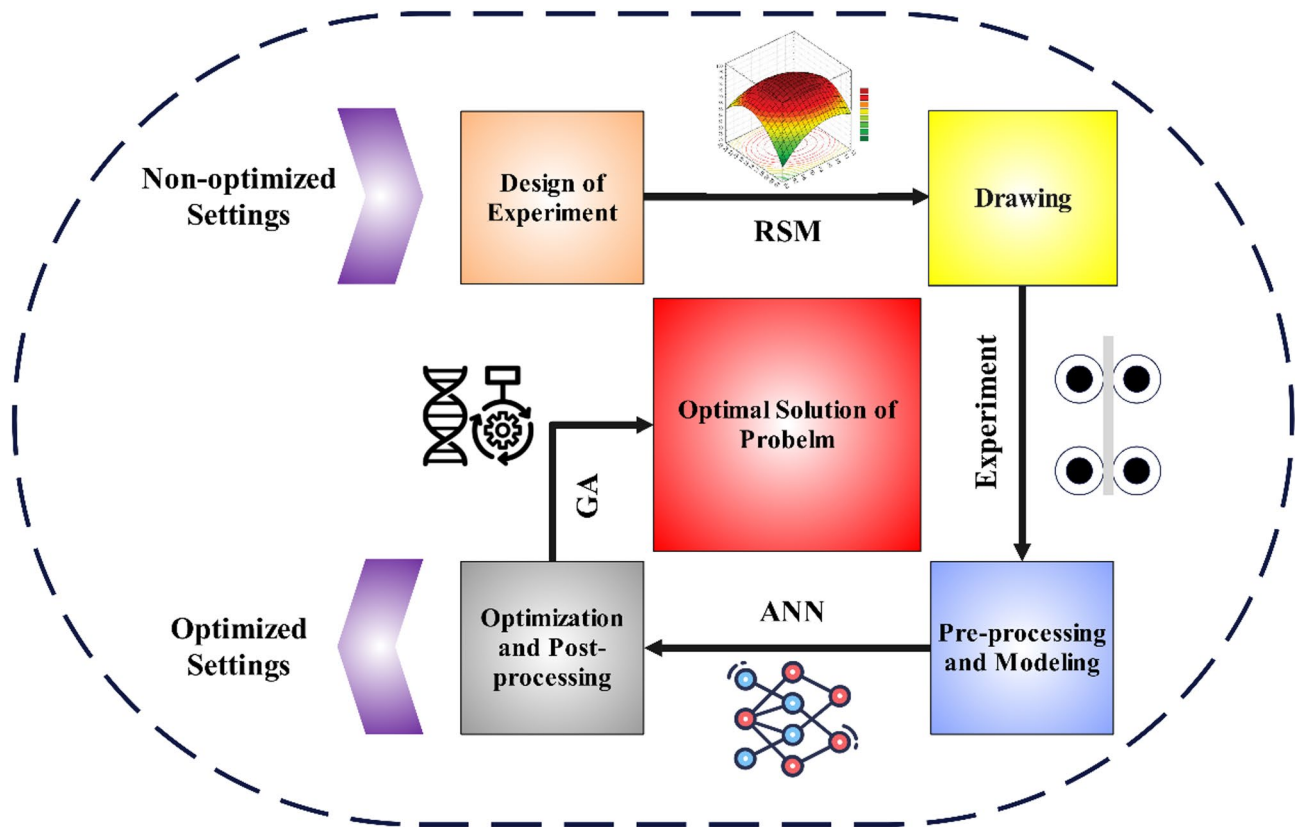 Non-optimized
Settings
Design of
Experiment
RSM
Drawing
Experiment
Optimal Solution of
Probelm
GA
Optimized
Settings
Optimization
and Post-
processing
ANN
Pre-processing
and Modeling